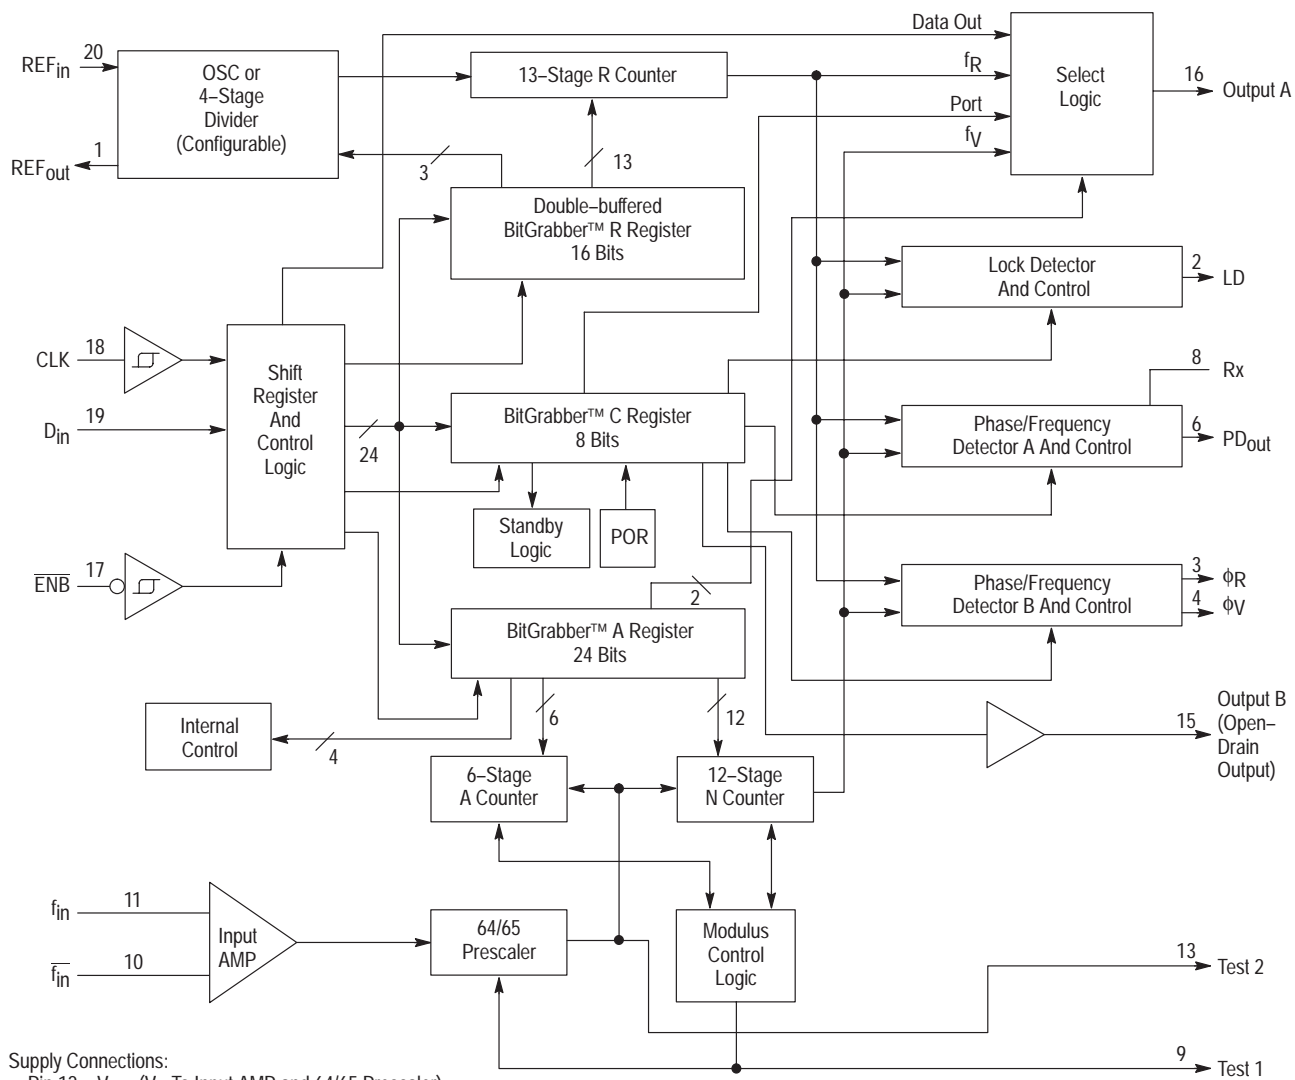 Data Out
REFin
20
OSC or
4–Stage
Divider
(Configurable)
13–Stage R Counter
fR
Select
Logic
16
Output A
Port
REFout
1
fV
3
13
Double–buffered
BitGrabber™ R Register
16 Bits
Lock Detector
And Control
2
LD
CLK
18
Shift
Register
And
Control
Logic
8
Rx
Din
19
24
BitGrabber™ C Register
8 Bits
Phase/Frequency
Detector A And Control
6
PDout
Standby
Logic
POR
ENB
17
Phase/Frequency
Detector B And Control
3
ϕR
4
ϕV
2
BitGrabber™ A Register
24 Bits
Internal
Control
4
6
12
15
Output B
(Open–
Drain
Output)
6–Stage
A Counter
12–Stage
N Counter
fin
11
Input
AMP
64/65
Prescaler
Modulus
Control
Logic
fin
10
13
Test 2
9
Test 1
Supply Connections: